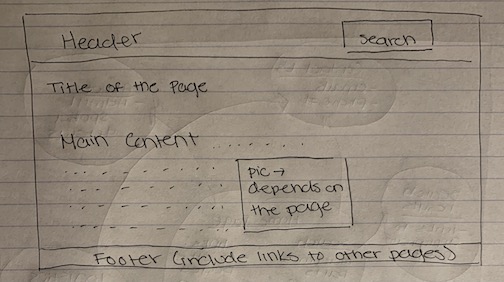 Header
Search
Title of the Page
Main Content .......
pic →
depends on
the page
Footer (include links to other pages)